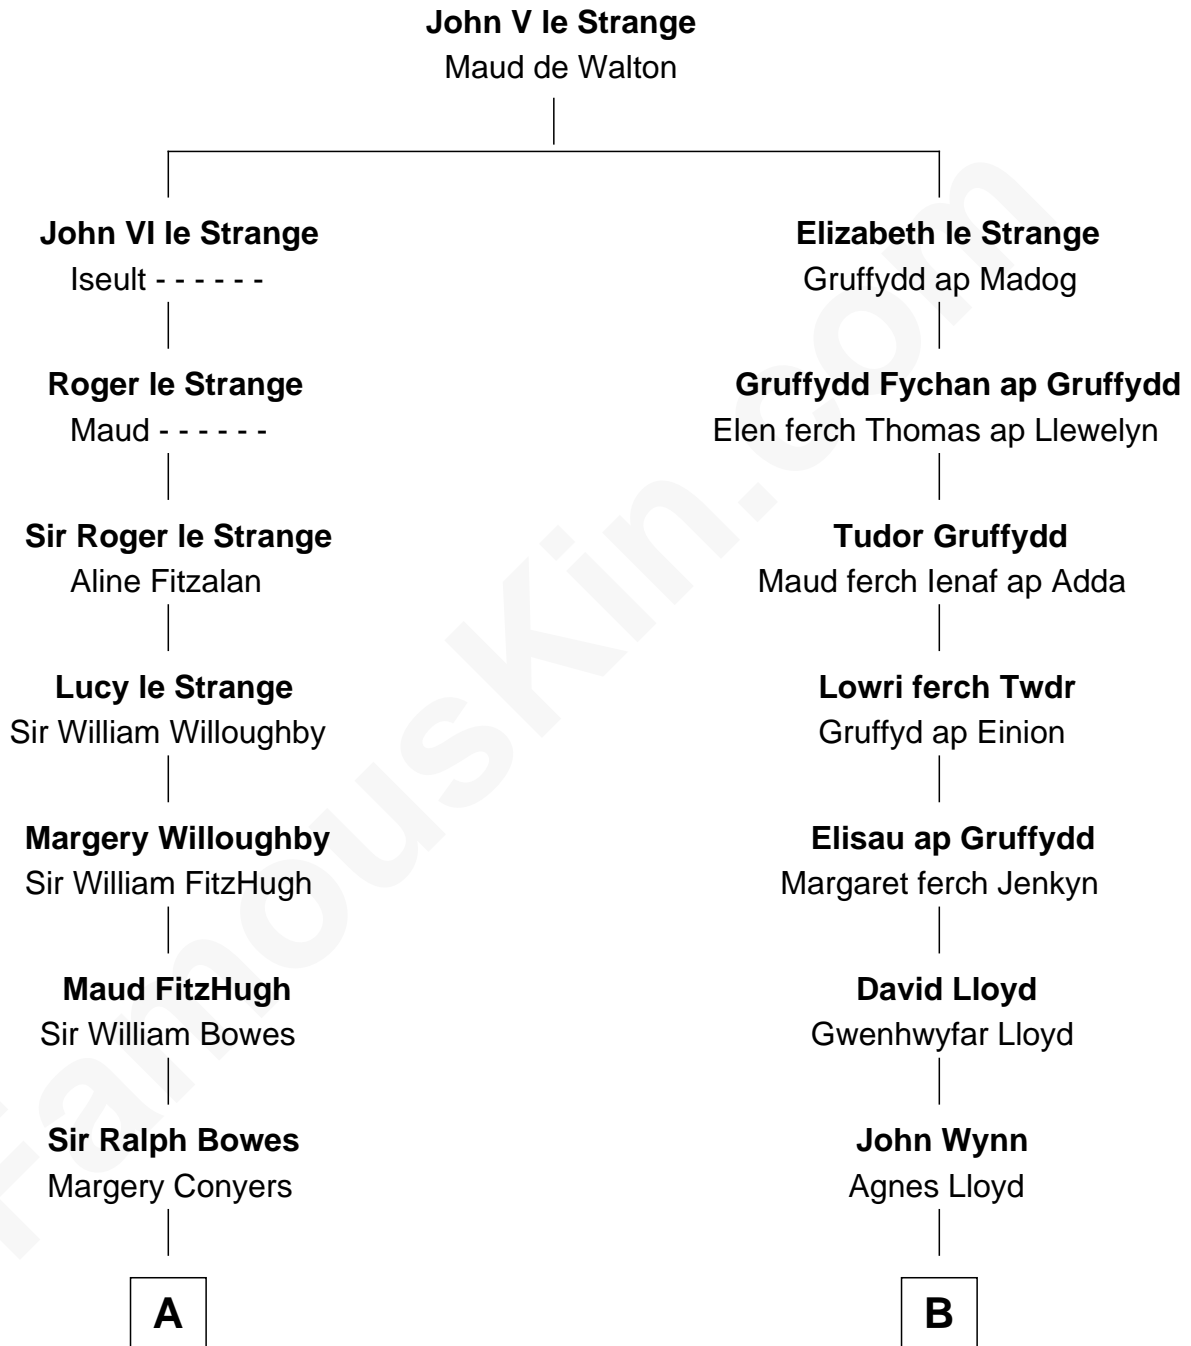 John V le Strange
Maud de Walton
John VI le Strange
Iseult - - - - - -
Roger le Strange
Maud - - - - - -
Sir Roger le Strange
Aline Fitzalan
Lucy le Strange
Sir William Willoughby
Margery Willoughby
Sir William FitzHugh
Maud FitzHugh
Sir William Bowes
Sir Ralph Bowes
Margery Conyers
A
Elizabeth le Strange
Gruffydd ap Madog
Gruffydd Fychan ap Gruffydd
Elen ferch Thomas ap Llewelyn
Tudor Gruffydd
Maud ferch Ienaf ap Adda
Lowri ferch Twdr
Gruffyd ap Einion
Elisau ap Gruffydd
Margaret ferch Jenkyn
David Lloyd
Gwenhwyfar Lloyd
John Wynn
Agnes Lloyd
B
FamousKin.com